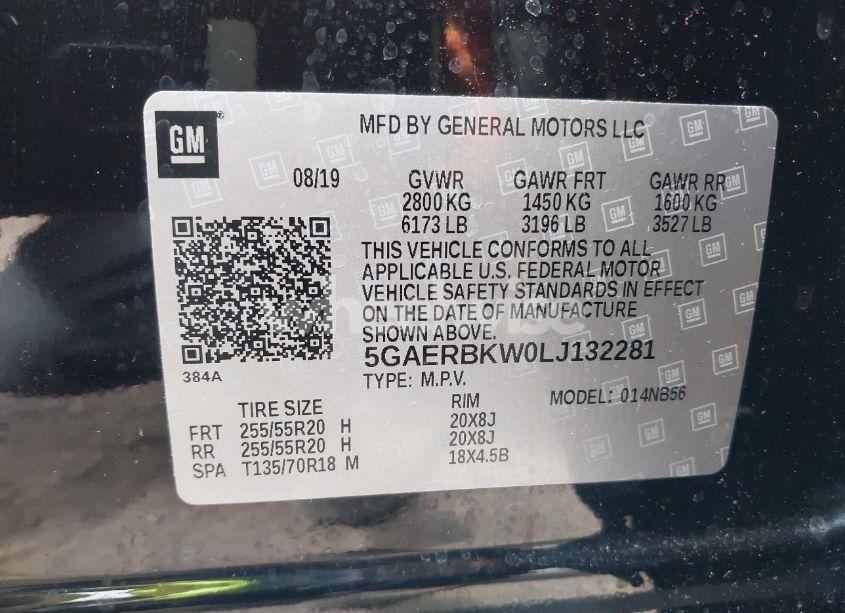 GM®
MFD BY GENERAL MOTORS LLC
08/19 GVWR GAWR FRT GAWR RR
2800 KG 1450 KG 1600 KG
6173 LB 3196 LB 3527 LB
THIS VEHICLE CONFORMS TO ALL
APPLICABLE U.S. FEDERAL MOTOR
VEHICLE SAFETY STANDARDS IN EFFECT
ON THE DATE OF MANUFACTURE
SHOWN ABOVE.
5GAERBKW0LJ132281
384A
TYPE: M.P.V.
MODEL: 014NB56
TIRE SIZE RIM
FRT 255/55R20 H 20X8J
RR 255/55R20 H 20X8J
SPA T135/70R18 M 18X4.5B